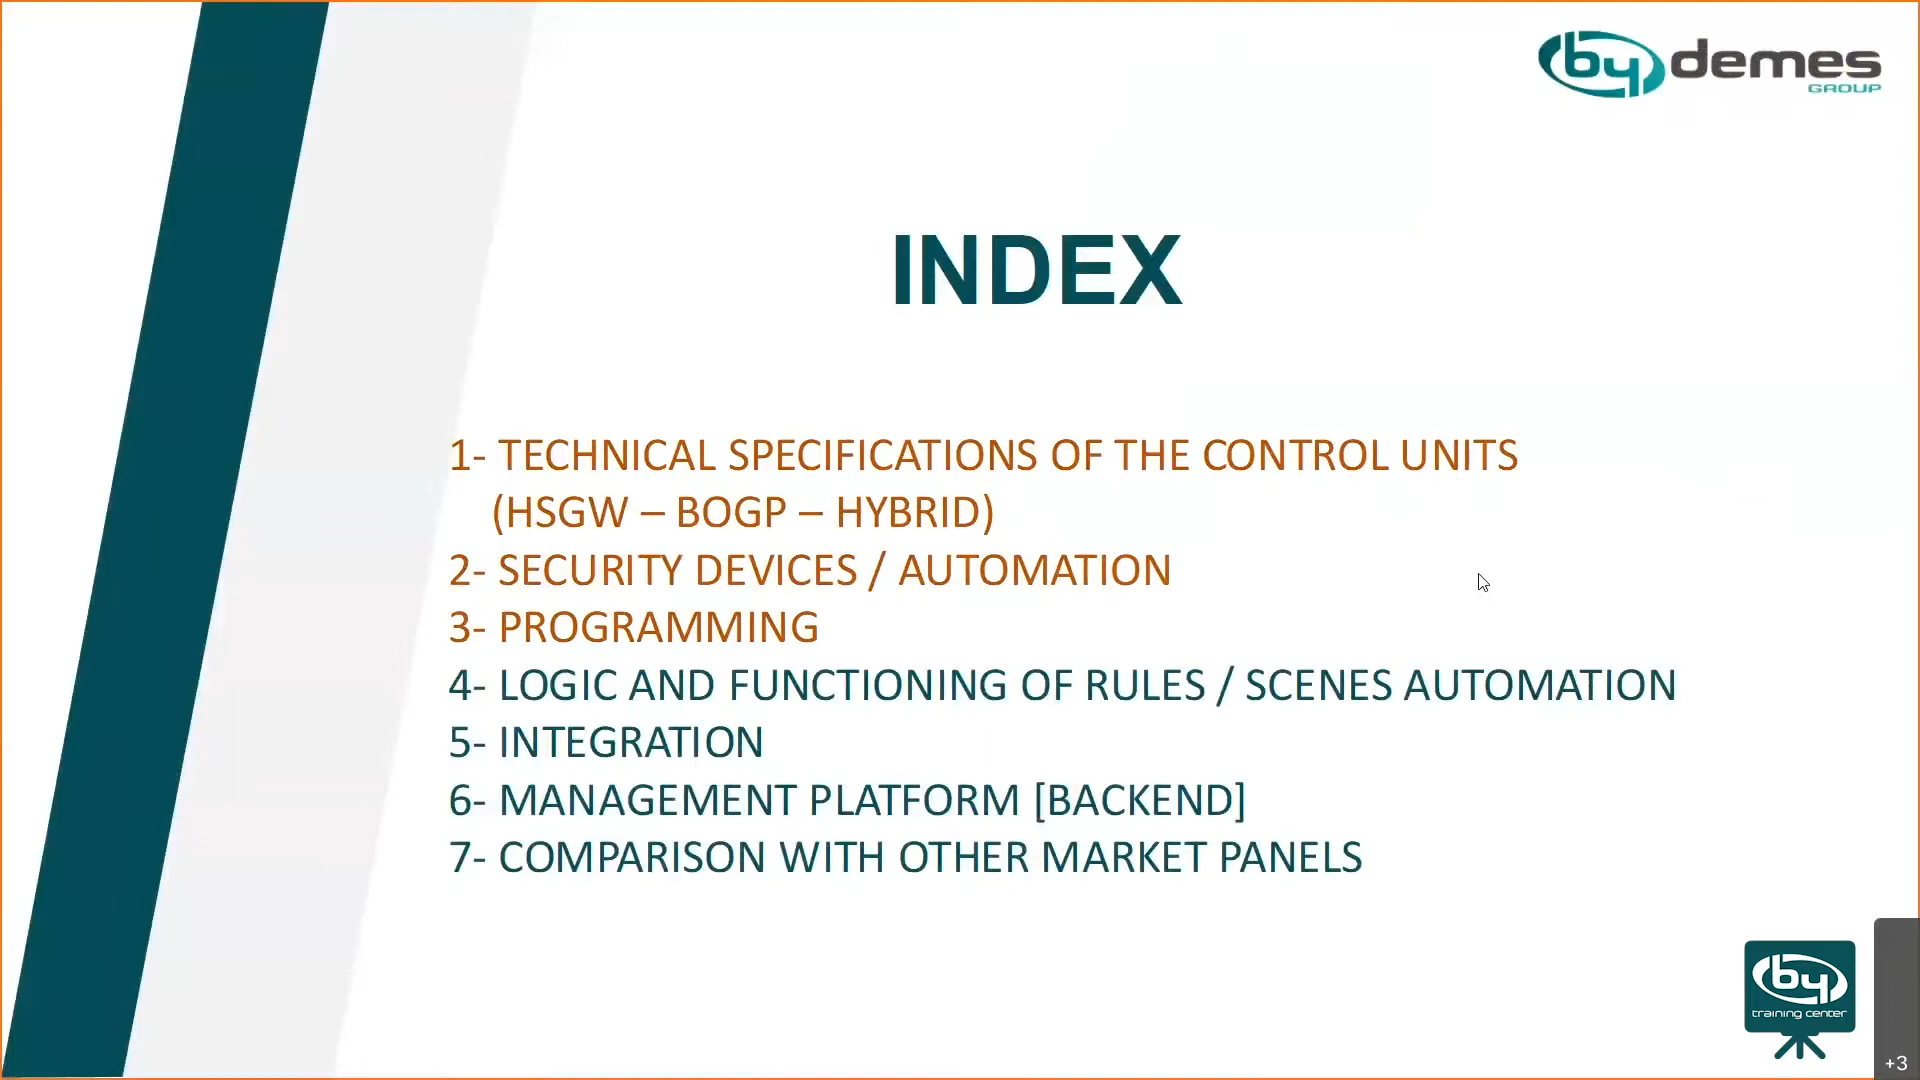 by demes
GROUP
INDEX
1- TECHNICAL SPECIFICATIONS OF THE CONTROL UNITS
(HSGW – BOGP – HYBRID)
2- SECURITY DEVICES / AUTOMATION
3- PROGRAMMING
4- LOGIC AND FUNCTIONING OF RULES / SCENES AUTOMATION
5- INTEGRATION
6- MANAGEMENT PLATFORM [BACKEND]
7- COMPARISON WITH OTHER MARKET PANELS
by
training center
+3